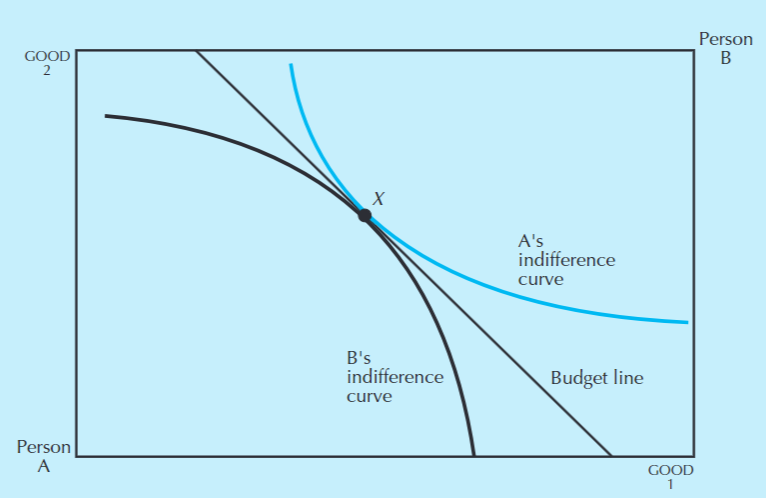 Person
B
GOOD
2
X
A's
indifference
curve
B's
indifference
curve
Budget line
Person
A
GOOD
1